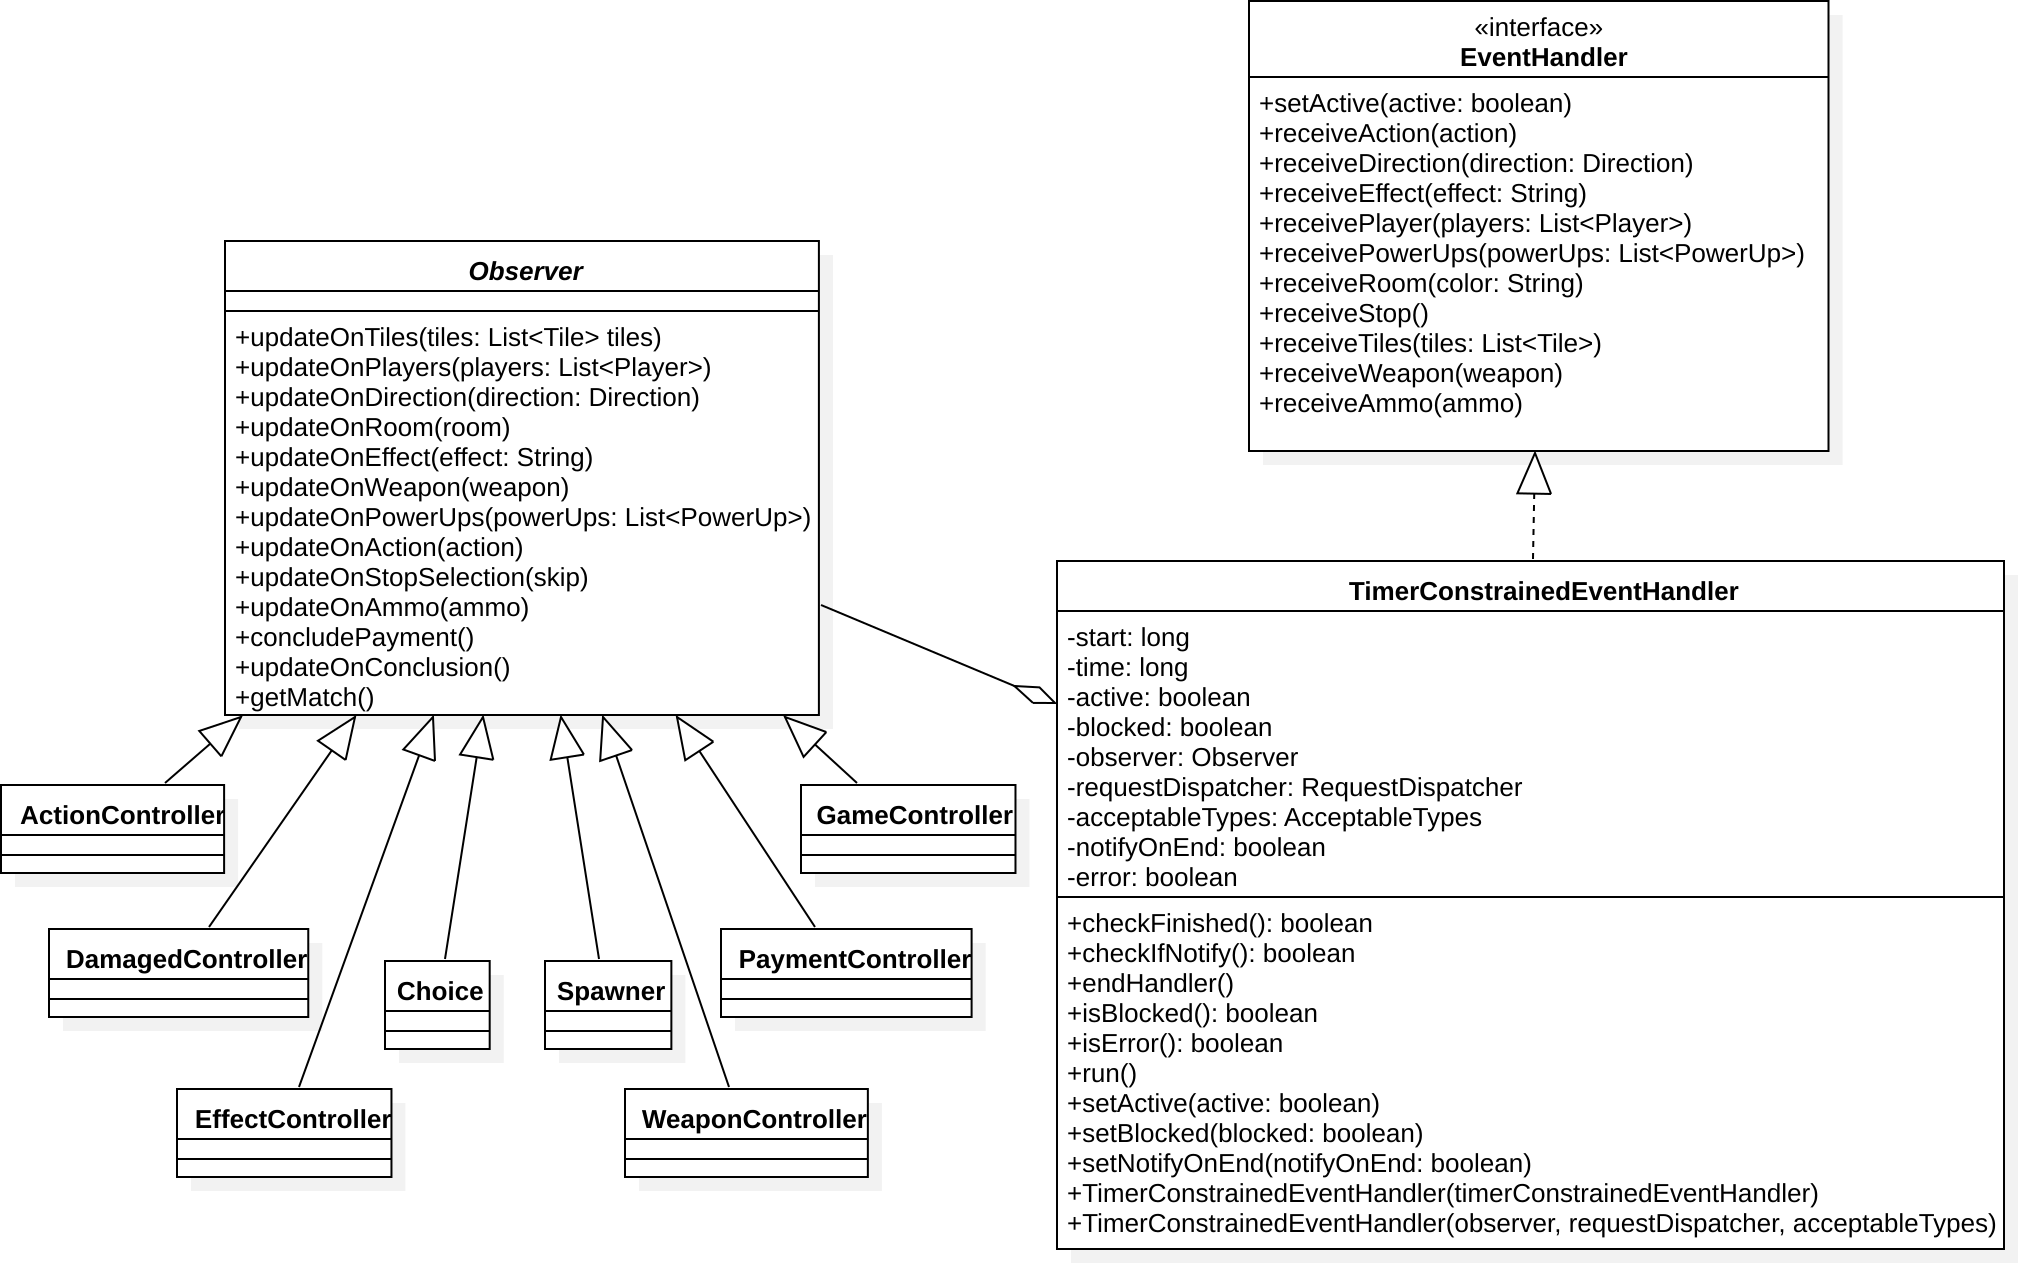 «interface»
EventHandler
+setActive(active: boolean)
+receiveAction(action)
+receiveDirection(direction: Direction)
+receiveEffect(effect: String)
+receivePlayer(players: List<Player>)
+receivePowerUps(powerUps: List<PowerUp>)
+receiveRoom(color: String)
+receiveStop()
+receiveTiles(tiles: List<Tile>)
+receiveWeapon(weapon)
+receiveAmmo(ammo)
Observer
+updateOnTiles(tiles: List<Tile> tiles)
+updateOnPlayers(players: List<Player>)
+updateOnDirection(direction: Direction)
+updateOnRoom(room)
+updateOnEffect(effect: String)
+updateOnWeapon(weapon)
+updateOnPowerUps(powerUps: List<PowerUp>)
+updateOnAction(action)
+updateOnStopSelection(skip)
+updateOnAmmo(ammo)
+concludePayment()
+updateOnConclusion()
+getMatch()
TimerConstrainedEventHandler
-start: long
-time: long
-active: boolean
-blocked: boolean
-observer: Observer
-requestDispatcher: RequestDispatcher
-acceptableTypes: AcceptableTypes
-notifyOnEnd: boolean
-error: boolean
+checkFinished(): boolean
+checkIfNotify(): boolean
+endHandler()
+isBlocked(): boolean
+isError(): boolean
+run()
+setActive(active: boolean)
+setBlocked(blocked: boolean)
+setNotifyOnEnd(notifyOnEnd: boolean)
+TimerConstrainedEventHandler(timerConstrainedEventHandler)
+TimerConstrainedEventHandler(observer, requestDispatcher, acceptableTypes)
ActionController
GameController
DamagedController
Choice
Spawner
PaymentController
EffectController
WeaponController